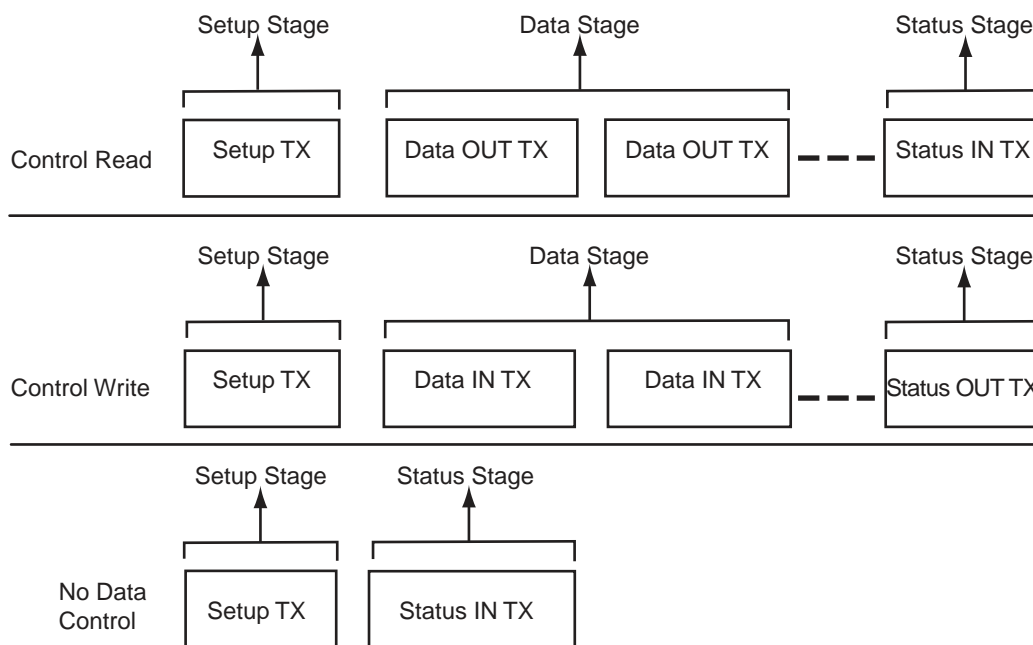 Setup Stage Data Stage Status Stage
Control Read Setup TX Data OUT TX Data OUT TX Status IN TX
Setup Stage Data Stage Status Stage
Control Write Setup TX Data IN TX Data IN TX Status OUT TX
Setup Stage Status Stage
No Data
Control
Setup TX Status IN TX